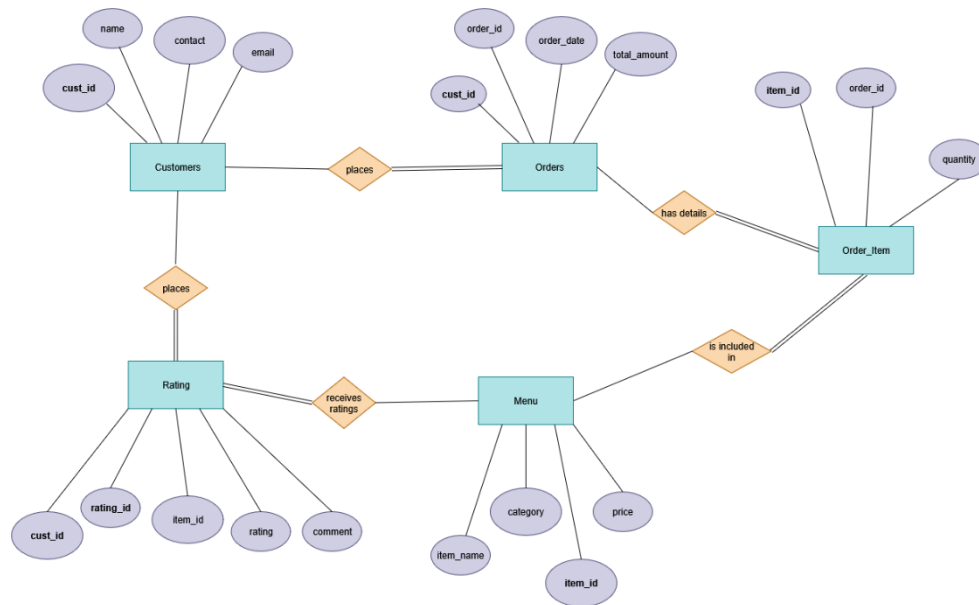 name
contact
email
cust_id
order_id
order_date
total_amount
cust_id
item_id
order_id
quantity
Customers
places
Orders
has details
Order_Item
places
is included
in
Rating
receives
ratings
Menu
cust_id
rating_id
item_id
rating
comment
item_name
category
item_id
price